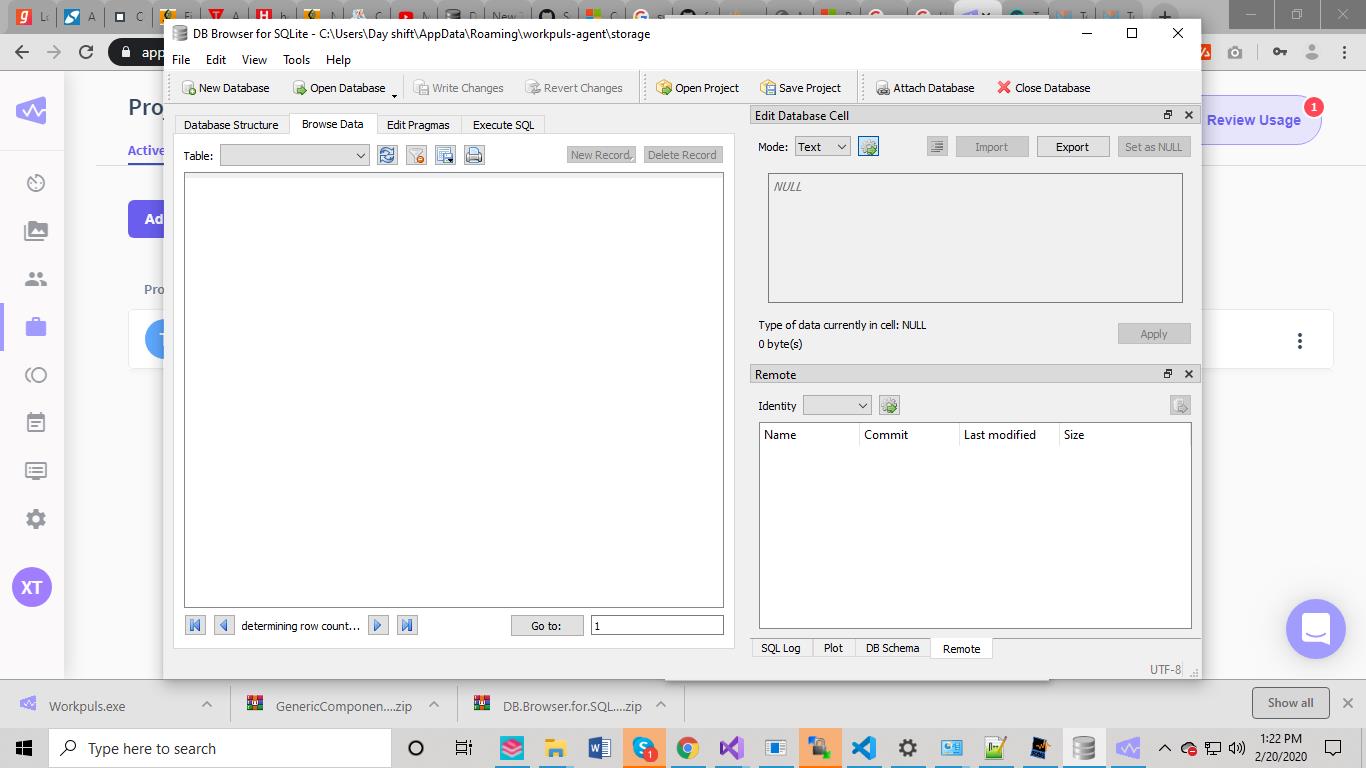 DB Browser for SQLite - C:\Users\Day shift\AppData\Roaming\workpuls-agent\storage
app
File Edit View Tools Help
New Database Open Database Write Changes Revert Changes Open Project Save Project Attach Database Close Database
Edit Database Cell
Review Usage 1
Active
Database Structure Browse Data Edit Pragmas Execute SQL
Mode: Text Import Export Set as NULL
Table: New Record Delete Record
NULL
Ad
Pro
Type of data currently in cell: NULL
0 byte(s)
Apply
Remote
Identity
Name Commit Last modified Size
determining row count... Go to: 1
SQL Log Plot DB Schema Remote
UTF-8
XT
Workpuls.exe GenericComponen....zip DB.Browser.for.SQL....zip Show all
Type here to search
1
1:22 PM
2/20/2020